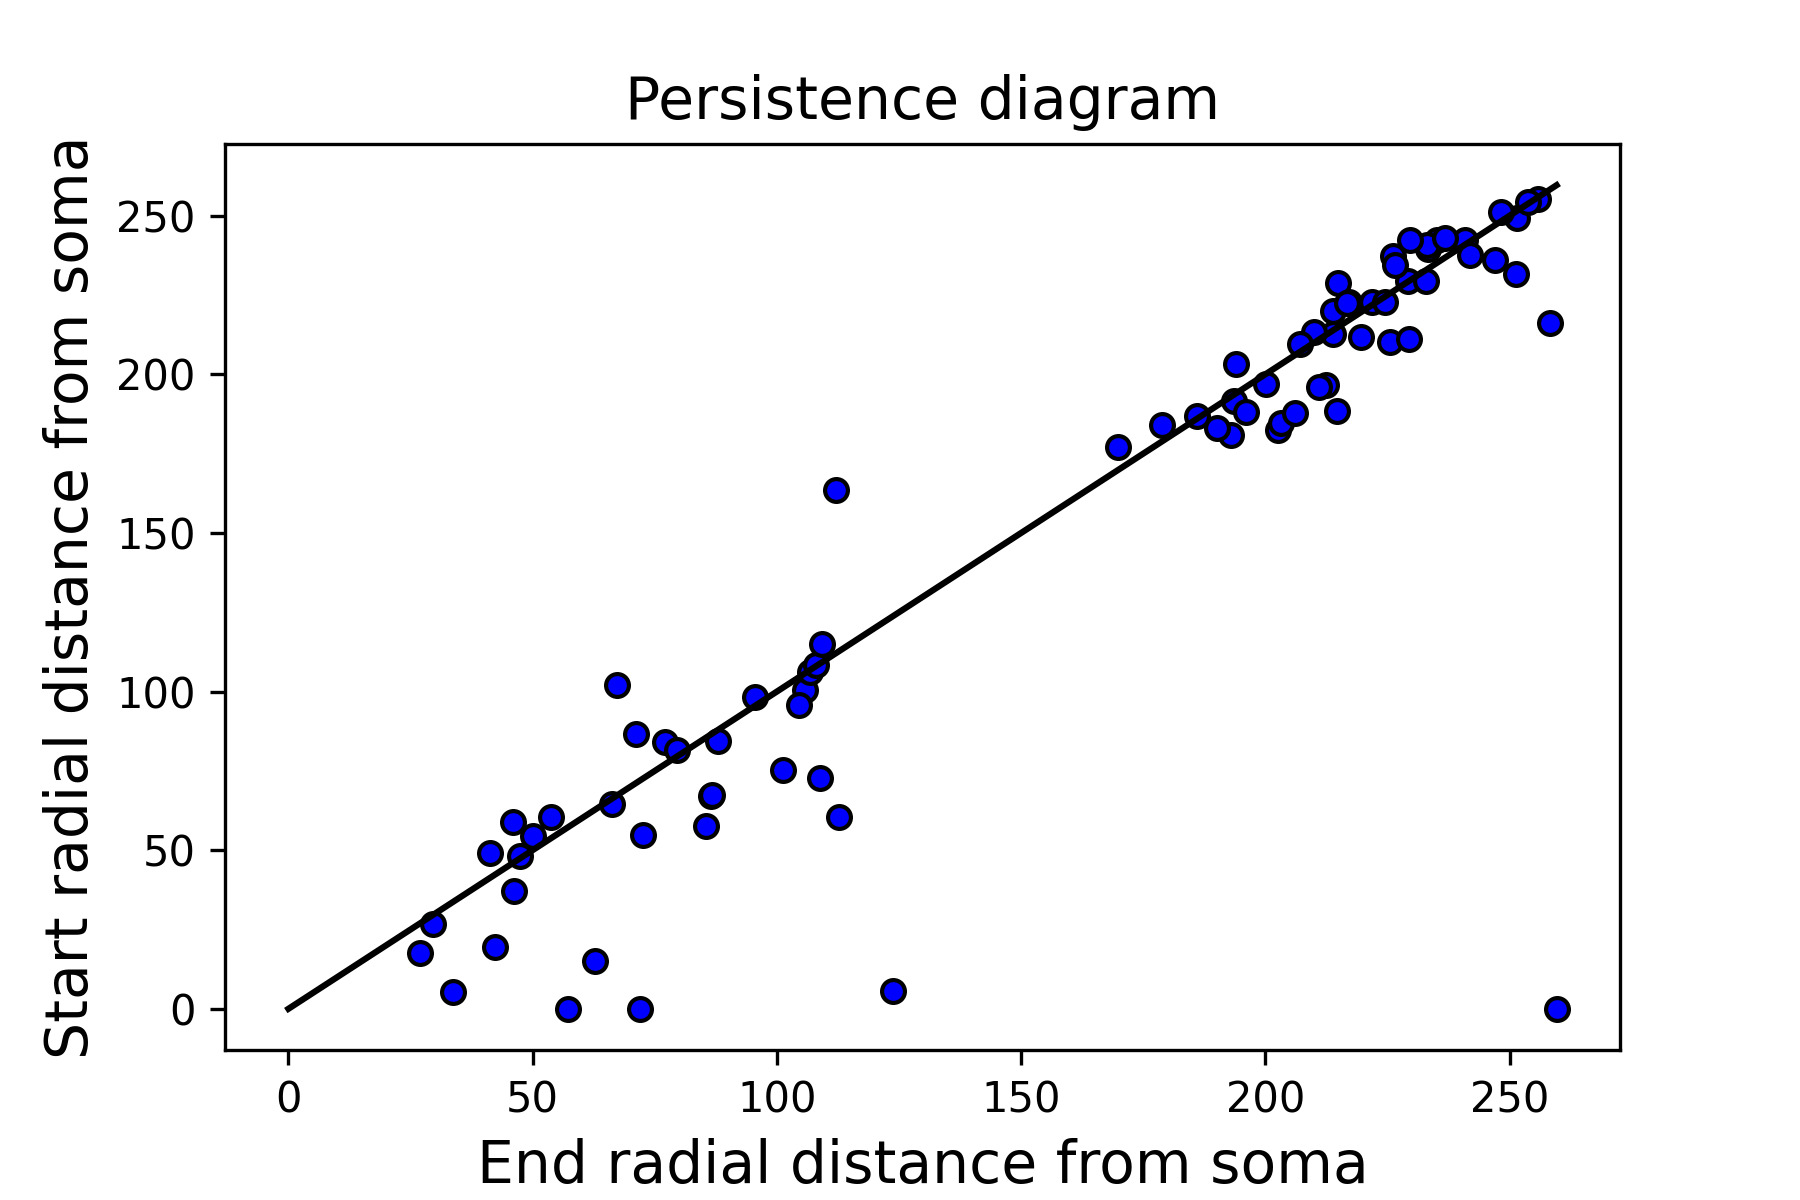 Persistence diagram
Start radial distance from soma
250
200
150
100
50
0
0 50 100 150 200 250
End radial distance from soma